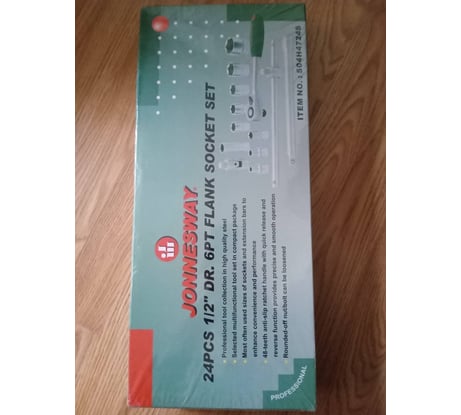 JONNESWAY®
24PCS 1/2" DR. 6PT FLANK SOCKET SET
Professional tool collection in high quality steel
Selected multifunctional tool set in compact package
Most often used sizes of sockets and extension bars to
enhance convenience and performance
48-teeth anti-slip ratchet handle with quick release and
reverse function provides precise and smooth operation
Rounded-off nut/bolt can be loosened
ITEM NO.: S04H47248
PROFESSIONAL